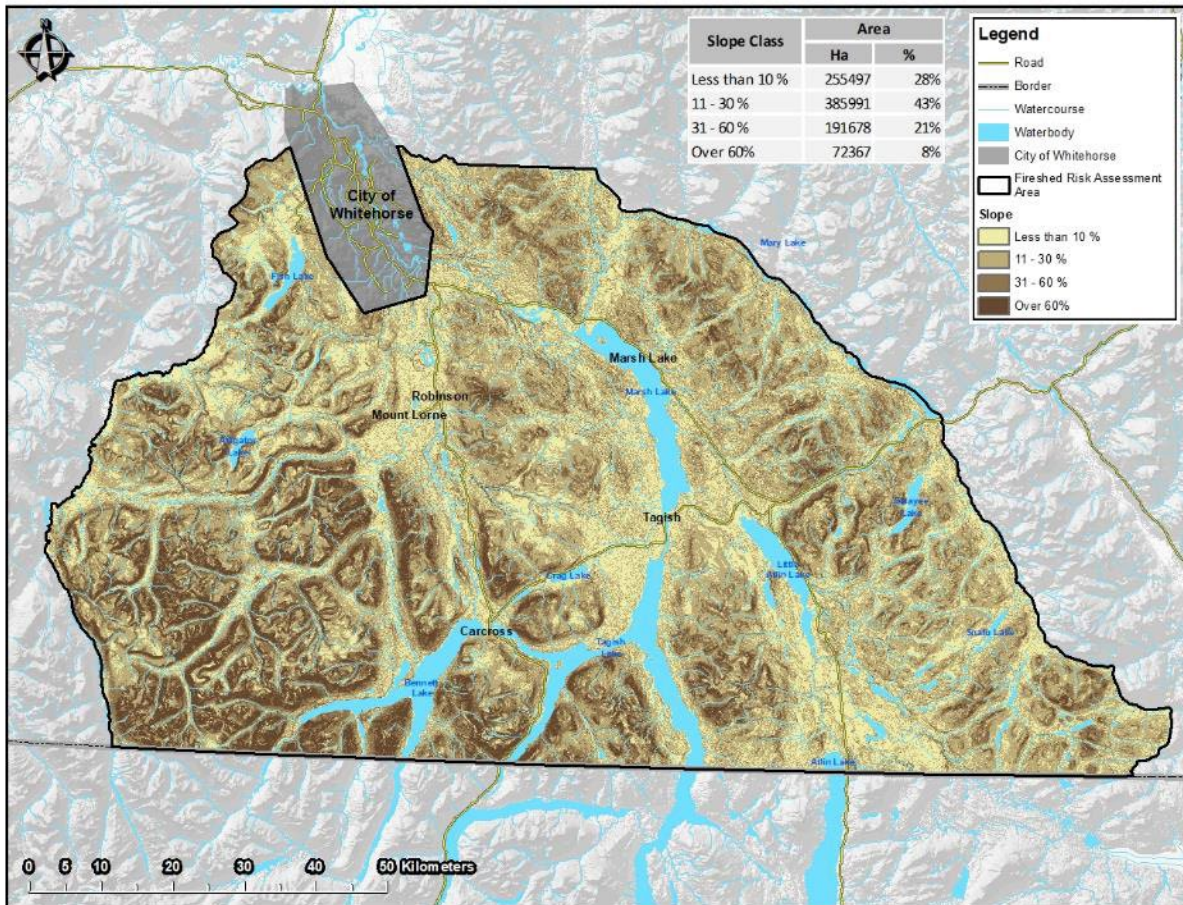 N
Slope Class
Area
Ha
%
Less than 10 %
255497
28%
11 - 30 %
385991
43%
31 - 60 %
191678
21%
Over 60%
72367
8%
Legend
Road
Border
Watercourse
Waterbody
City of Whitehorse
Fireshed Risk Assessment
Area
Slope
Less than 10 %
11 - 30 %
31 - 60 %
Over 60%
City of
Whitehorse
Mary Lake
Fish Lake
Marsh Lake
Marsh Lake
Robinson
Mount Lorne
Alligator
Lake
Squanga
Lake
Tagish
Little
Atlin Lake
Crag Lake
Carcross
Tagish
Lake
Snafu Lake
Bennett
Lake
Atlin Lake
0 5 10 20 30 40 50 Kilometers